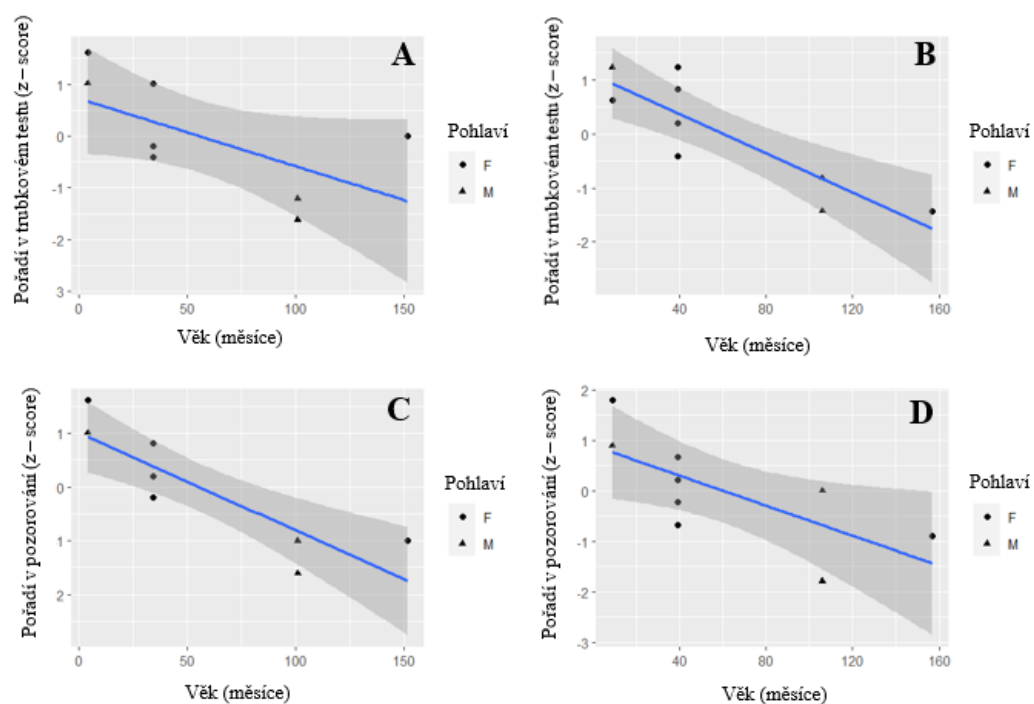 A
Pořadí v trubkovém testu (z – score)
1
0
-1
-2
3
0
50
100
150
Věk (měsíce)
Pohlaví
F
M
B
Pořadí v trubkovém testu (z – score)
1
0
-1
-2
40
80
120
160
Věk (měsíce)
Pohlaví
F
M
C
Pořadí v pozorování (z – score)
1
0
1
2
0
50
100
150
Věk (měsíce)
Pohlaví
F
M
D
Pořadí v pozorování (z – score)
2
1
0
-1
-2
-3
40
80
120
160
Věk (měsíce)
Pohlaví
F
M